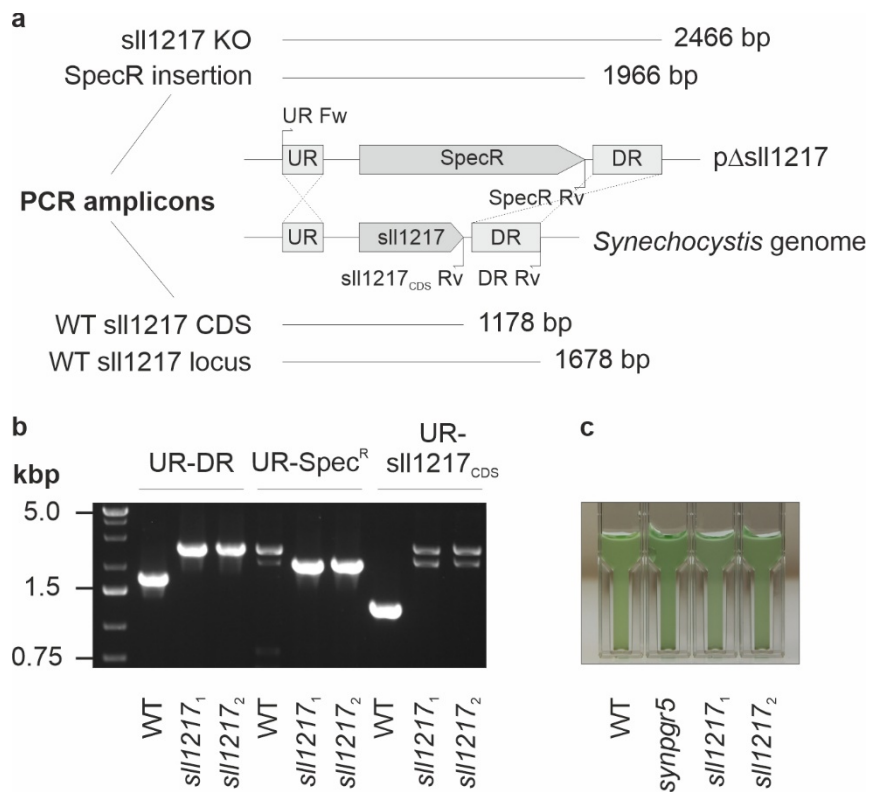 a
sll1217 KO 2466 bp
SpecR insertion 1966 bp
UR Fw
UR SpecR DR p∆sll1217
SpecR Rv
PCR amplicons
UR sll1217 DR Synechocystis genome
sll1217CDS Rv DR Rv
WT sll1217 CDS 1178 bp
WT sll1217 locus 1678 bp
b
kbp
UR-DR UR-SpecR UR-
sll1217CDS
5.0
1.5
0.75
WT sll12171 sll12172 WT sll12171 sll12172 WT sll12171 sll12172
c
WT synpgr5 sll12171 sll12172